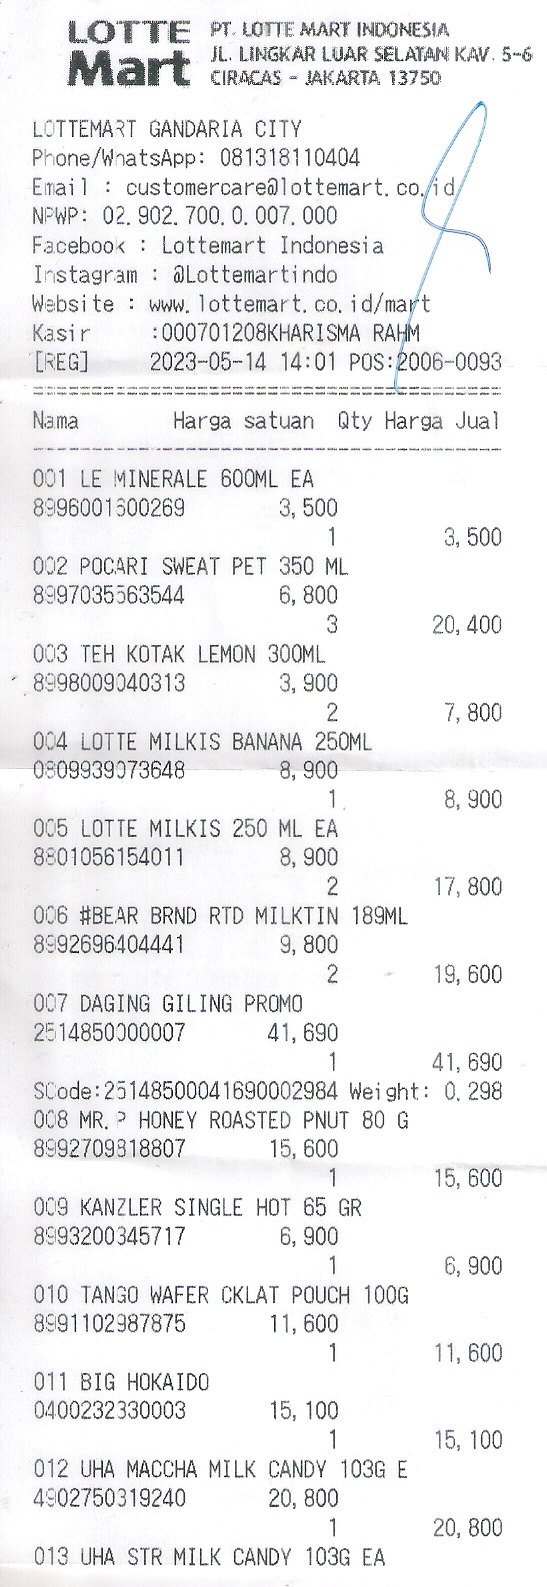 LOTTE Mart
PT. LOTTE MART INDONESIA
JL. LINGKAR LUAR SELATAN KAV. 5-6
CIRACAS - JAKARTA 13750
LOTTEMART GANDARIA CITY
Phone/WhatsApp: 081318110404
Email : customercare@lottemart.co.id
NPWP: 02.902.700.0.007.000
Facebook : Lottemart Indonesia
Instagram : @Lottemartindo
Website : www.lottemart.co.id/mart
Kasir :000701208KHARISMA RAHM
[REG] 2023-05-14 14:01 POS:2006-0093
Nama Harga satuan Qty Harga Jual
001 LE MINERALE 600ML EA
8996001600269 3,500
1 3,500
002 POCARI SWEAT PET 350 ML
8997035563544 6,800
3 20,400
003 TEH KOTAK LEMON 300ML
8998009040313 3,900
2 7,800
004 LOTTE MILKIS BANANA 250ML
0809939073648 8,900
1 8,900
005 LOTTE MILKIS 250 ML EA
8801056154011 8,900
2 17,800
006 #BEAR BRND RTD MILKTIN 189ML
8992696404441 9,800
2 19,600
007 DAGING GILING PROMO
2514850000007 41,690
1 41,690
SCode:25148500041690002984 Weight: 0.298
008 MR. P HONEY ROASTED PNUT 80 G
8992709818807 15,600
1 15,600
009 KANZLER SINGLE HOT 65 GR
8993200345717 6,900
1 6,900
010 TANGO WAFER CKLAT POUCH 100G
8991102987875 11,600
1 11,600
011 BIG HOKAIDO
0400232330003 15,100
1 15,100
012 UHA MACCHA MILK CANDY 103G E
4902750319240 20,800
1 20,800
013 UHA STR MILK CANDY 103G EA